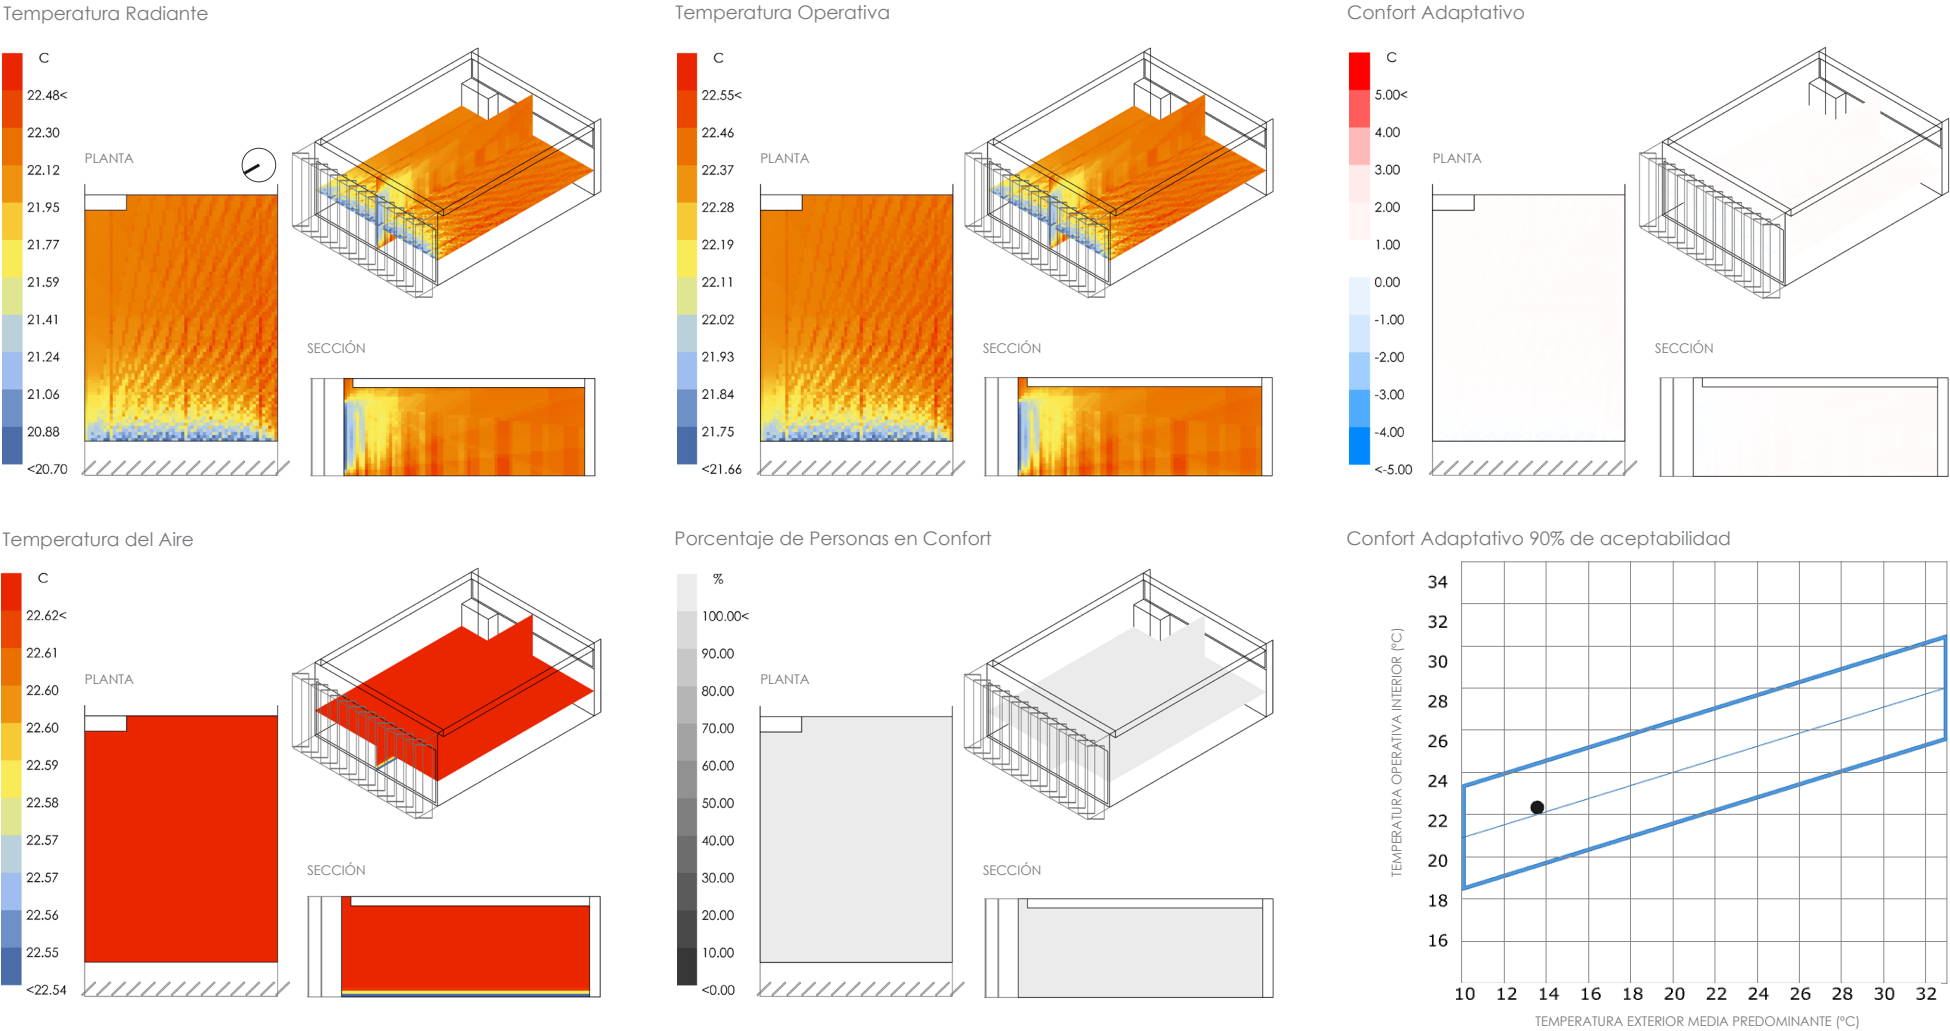 Temperatura Radiante
C
22.48<
22.30
22.12
21.95
21.77
21.59
21.41
21.24
21.06
20.88
<20.70
PLANTA
SECCIÓN
Temperatura Operativa
C
22.55<
22.46
22.37
22.28
22.19
22.11
22.02
21.93
21.84
21.75
<21.66
PLANTA
SECCIÓN
Confort Adaptativo
C
5.00<
4.00
3.00
2.00
1.00
0.00
-1.00
-2.00
-3.00
-4.00
<-5.00
PLANTA
SECCIÓN
Temperatura del Aire
C
22.62<
22.61
22.60
22.60
22.59
22.58
22.57
22.57
22.56
22.55
<22.54
PLANTA
SECCIÓN
Porcentaje de Personas en Confort
%
100.00<
90.00
80.00
70.00
60.00
50.00
40.00
30.00
20.00
10.00
<0.00
PLANTA
SECCIÓN
Confort Adaptativo 90% de aceptabilidad
TEMPERATURA OPERATIVA INTERIOR (ºC)
34
32
30
28
26
24
22
20
18
16
10 12 14 16 18 20 22 24 26 28 30 32
TEMPERATURA EXTERIOR MEDIA PREDOMINANTE (ºC)